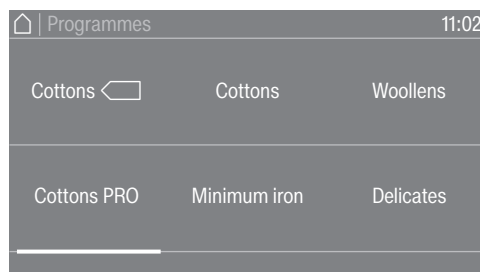 Programmes 11:02
Cottons Cottons Woollens
Cottons PRO Minimum iron Delicates